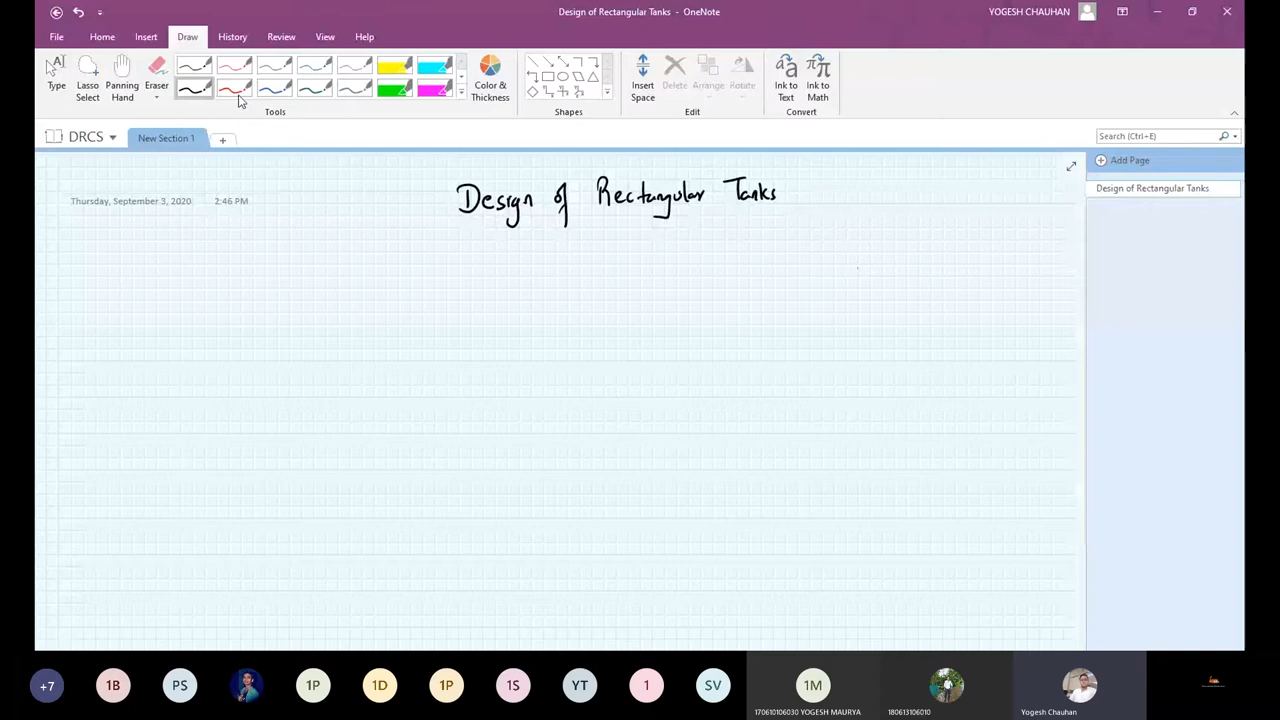 Design of Rectangular Tanks - OneNote
YOGESH CHAUHAN
File Home Insert Draw History Review View Help
Type
Lasso Select
Panning Hand
Eraser
Color & Thickness
Insert Space
Delete
Arrange
Rotate
Ink to Text
Ink to Math
Tools Shapes Edit Convert
DRCS New Section 1 Search (Ctrl+E)
Add Page
Design of Rectangular Tanks
Thursday, September 3, 2020 2:46 PM
Design of Rectangular Tanks
+7 1B PS 1P 1D 1P 1S YT 1 SV 1M
170610106030 YOGESH MAURYA 180613106010 Yogesh Chauhan